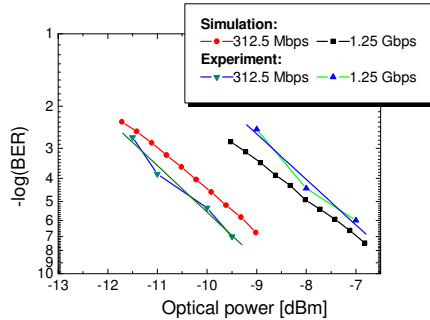 Simulation:
312.5 Mbps 1.25 Gbps
Experiment:
312.5 Mbps 1.25 Gbps
1
2
3
4
5
6
7
8
9
10
-log(BER)
-13 -12 -11 -10 -9 -8 -7
Optical power [dBm]